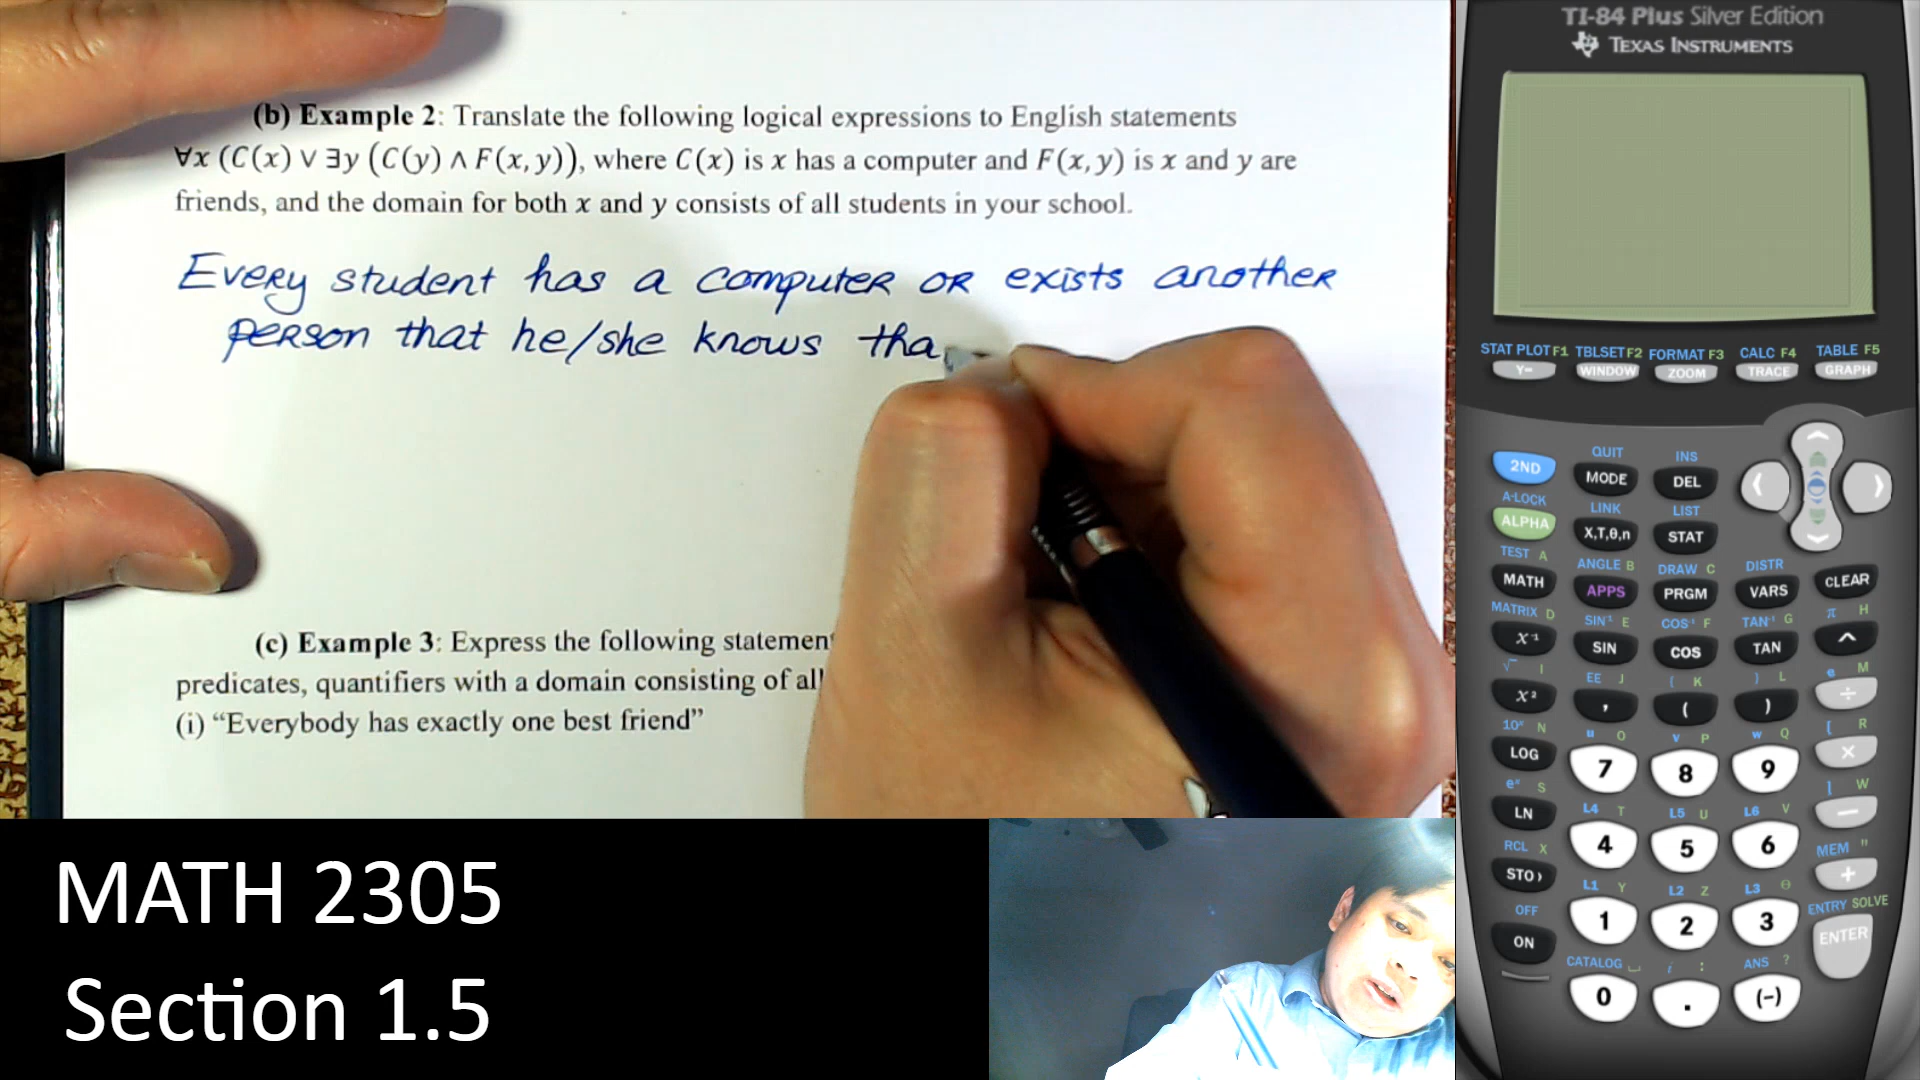 (b) Example 2: Translate the following logical expressions to English statements
∀x (C(x) ∨ ∃y (C(y) ∧ F(x, y)), where C(x) is x has a computer and F(x, y) is x and y are
friends, and the domain for both x and y consists of all students in your school.
Every student has a computer or exists another
person that he/she knows tha
(c) Example 3: Express the following statement
predicates, quantifiers with a domain consisting of all
(i) “Everybody has exactly one best friend”
MATH 2305
Section 1.5
TI-84 Plus Silver Edition
TEXAS INSTRUMENTS
STAT PLOT F1 TBLSET F2 FORMAT F3 CALC F4 TABLE F5
Y= WINDOW ZOOM TRACE GRAPH
QUIT INS
2ND MODE DEL
A-LOCK LINK LIST
ALPHA X,T,θ,n STAT
TEST A ANGLE B DRAW C DISTR
MATH APPS PRGM VARS CLEAR
MATRIX D SIN⁻¹ E COS⁻¹ F TAN⁻¹ G π H
X⁻¹ SIN COS TAN ^
√ I EE J { K } L e M
X² , ( ) ÷
10ˣ N u O v P w Q [ R
LOG 7 8 9 ×
eˣ S L4 T L5 U L6 V ] W
LN 4 5 6 −
RCL X L1 Y L2 Z L3 θ MEM "
STO› 1 2 3 +
OFF CATALOG ⎵ i : ANS ? ENTRY SOLVE
ON 0 . (-) ENTER